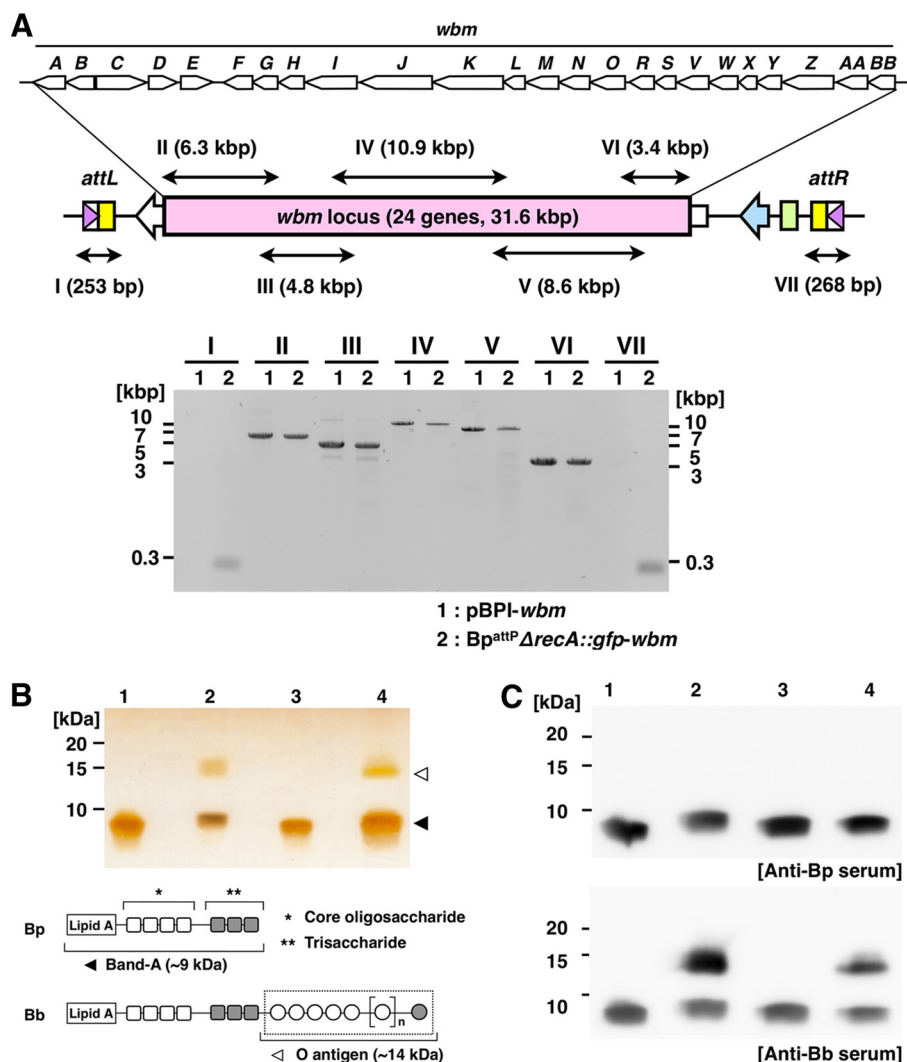 A
wbm
A B C D E F G H I J K L M N O R S V W X Y Z AA BB
II (6.3 kbp) IV (10.9 kbp) VI (3.4 kbp)
attL attR
wbm locus (24 genes, 31.6 kbp)
I (253 bp) III (4.8 kbp) V (8.6 kbp) VII (268 bp)
I II III IV V VI VII
[kbp] 1 2 1 2 1 2 1 2 1 2 1 2 1 2 [kbp]
10 10
7 7
5 5
3 3
0.3 0.3
1 : pBPI-wbm
2 : BpattPΔrecA::gfp-wbm
B
1 2 3 4
[kDa]
20
15
10
* **
Bp Lipid A
* Core oligosaccharide
** Trisaccharide
Band-A (~9 kDa)
Bb Lipid A n
O antigen (~14 kDa)
C
[kDa] 1 2 3 4
20
15
10
[Anti-Bp serum]
20
15
10
[Anti-Bb serum]